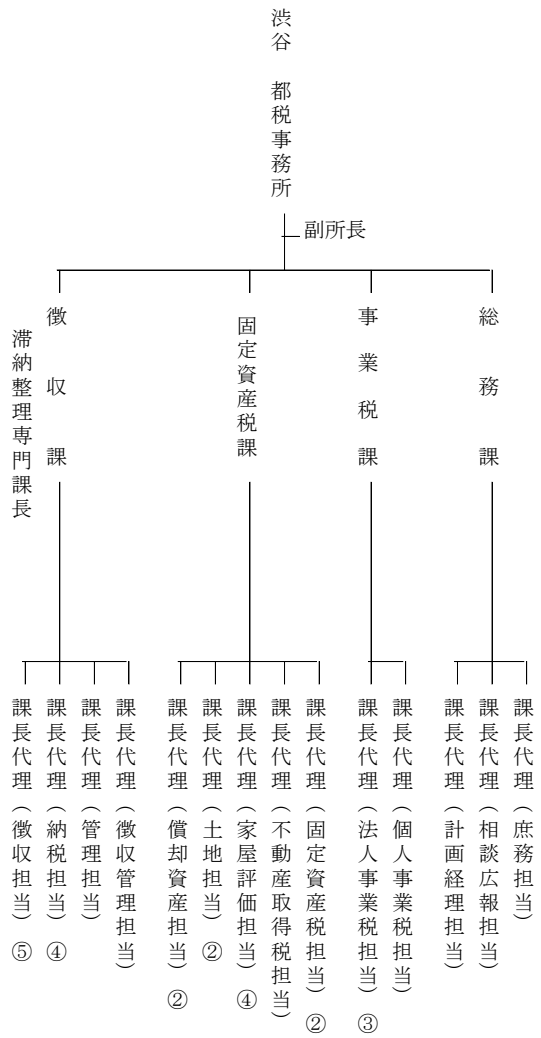 渋谷 都税事務所
副所長
総務課
事業税課
固定資産税課
徴収課
滞納整理専門課長
課長代理(庶務担当)
課長代理(相談広報担当)
課長代理(計画経理担当)
課長代理(個人事業税担当)
課長代理(法人事業税担当) ③
課長代理(固定資産税担当) ②
課長代理(不動産取得税担当)
課長代理(家屋評価担当) ④
課長代理(土地担当) ②
課長代理(償却資産担当) ②
課長代理(徴収管理担当)
課長代理(管理担当)
課長代理(納税担当) ④
課長代理(徴収担当) ⑤